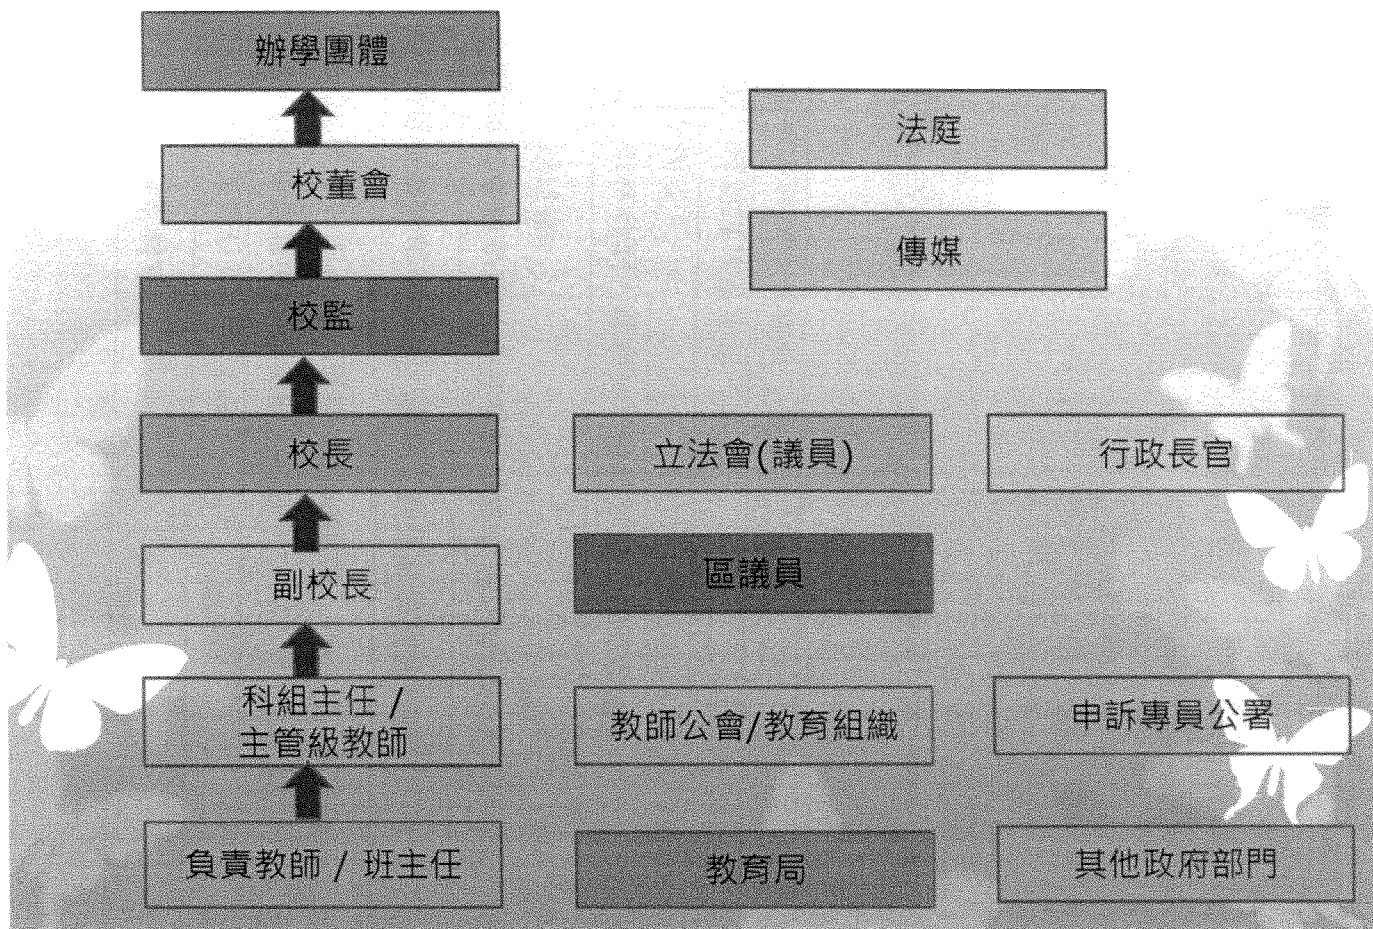 辦學團體
校董會
校監
校長
副校長
科組主任 /
主管級教師
負責教師 / 班主任
法庭
傳媒
立法會(議員)
行政長官
區議員
教師公會/教育組織
申訴專員公署
教育局
其他政府部門